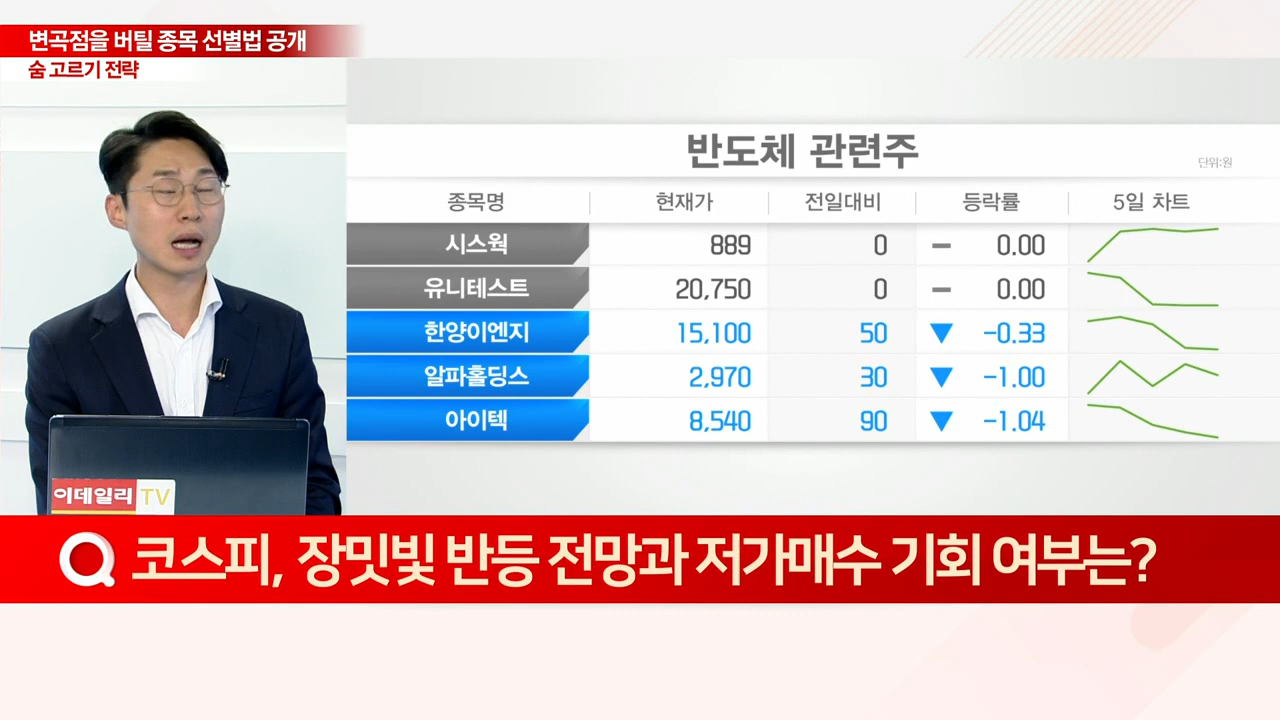 변곡점을 버틸 종목 선별법 공개
숨 고르기 전략
반도체 관련주
단위:원
종목명 현재가 전일대비 등락률 5일 차트
시스웍 889 0 - 0.00
유니테스트 20,750 0 - 0.00
한양이엔지 15,100 50 ▼ -0.33
알파홀딩스 2,970 30 ▼ -1.00
아이텍 8,540 90 ▼ -1.04
이데일리TV
Q 코스피, 장밋빛 반등 전망과 저가매수 기회 여부는?